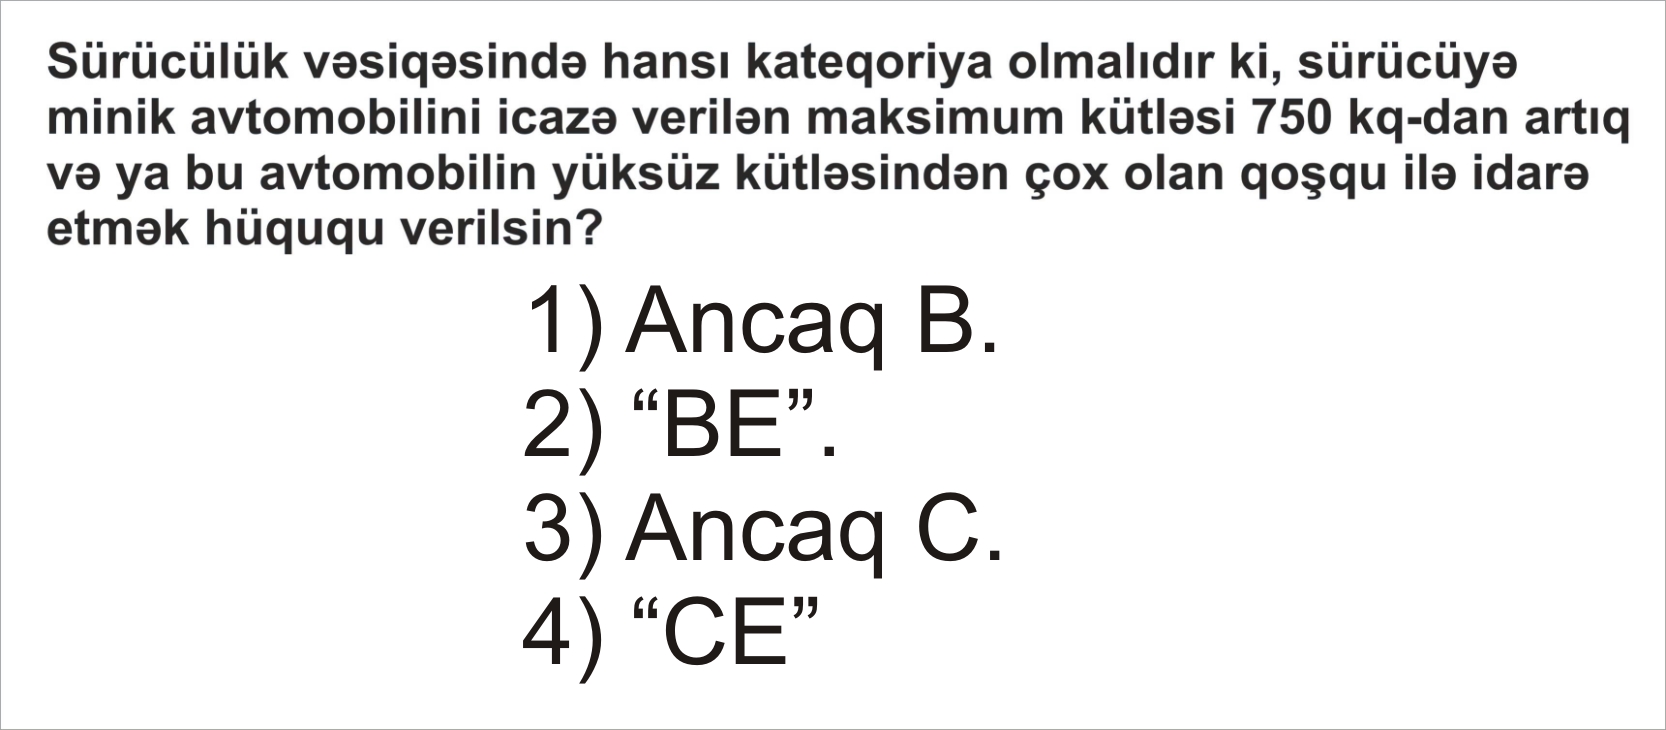 Sürücülük vəsiqəsində hansı kateqoriya olmalıdır ki, sürücüyə
minik avtomobilini icazə verilən maksimum kütləsi 750 kq-dan artıq
və ya bu avtomobilin yüksüz kütləsindən çox olan qoşqu ilə idarə
etmək hüququ verilsin?
1) Ancaq B.
2) “BE”.
3) Ancaq C.
4) “CE”